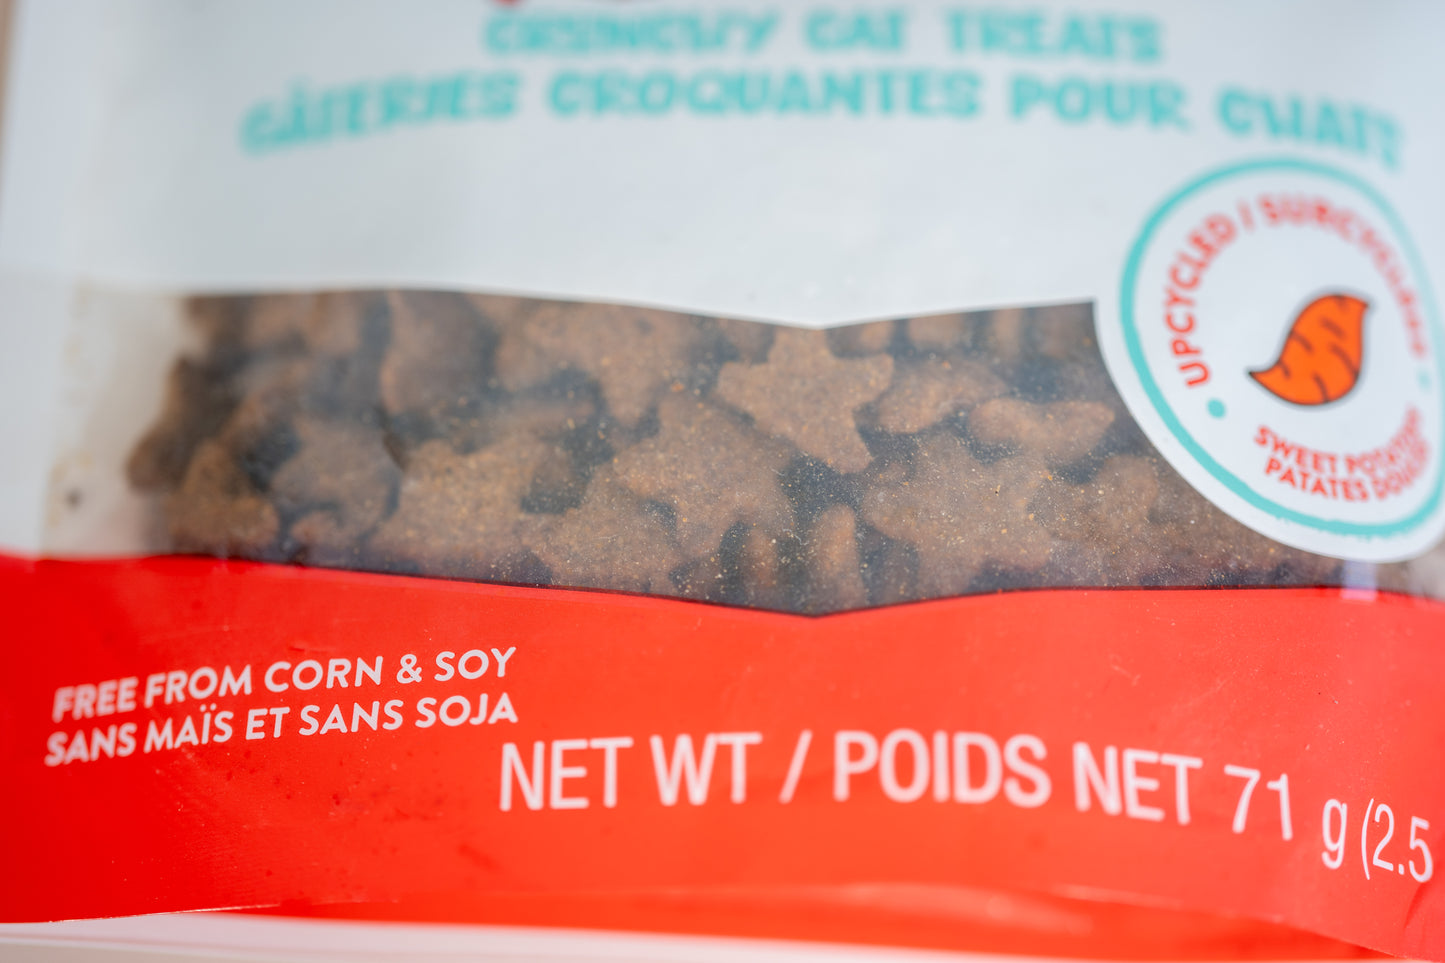 CRUNCHY CAT TREATS
GÂTERIES CROQUANTES POUR CHATS
UPCYCLED / SURCYCLÉES
SWEET POTATOES
PATATES DOUCES
FREE FROM CORN & SOY
SANS MAÏS ET SANS SOJA
NET WT / POIDS NET 71 g (2.5